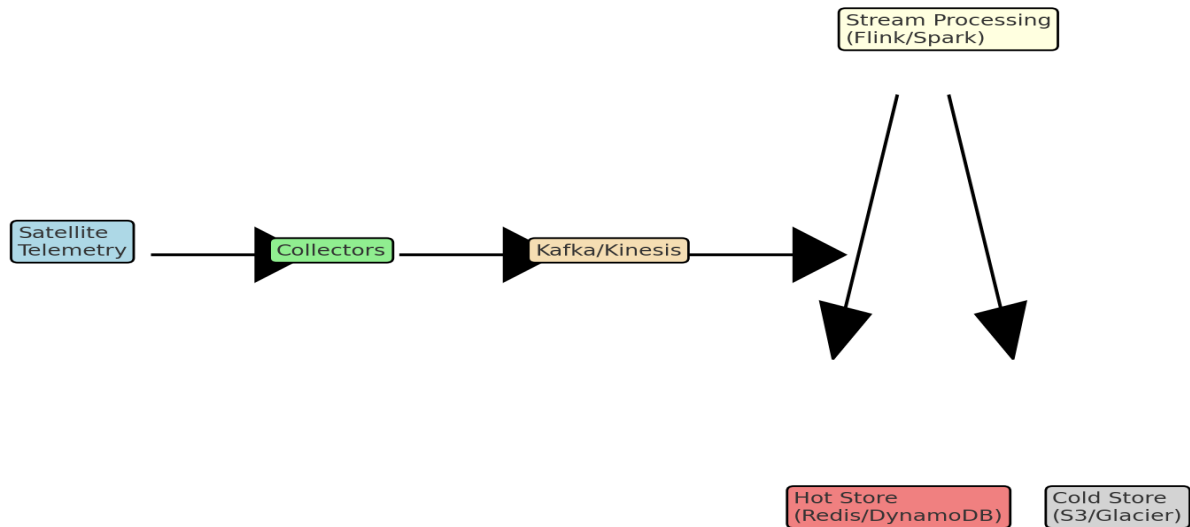 Stream Processing
(Flink/Spark)
Satellite
Telemetry
Collectors
Kafka/Kinesis
Hot Store
(Redis/DynamoDB)
Cold Store
(S3/Glacier)